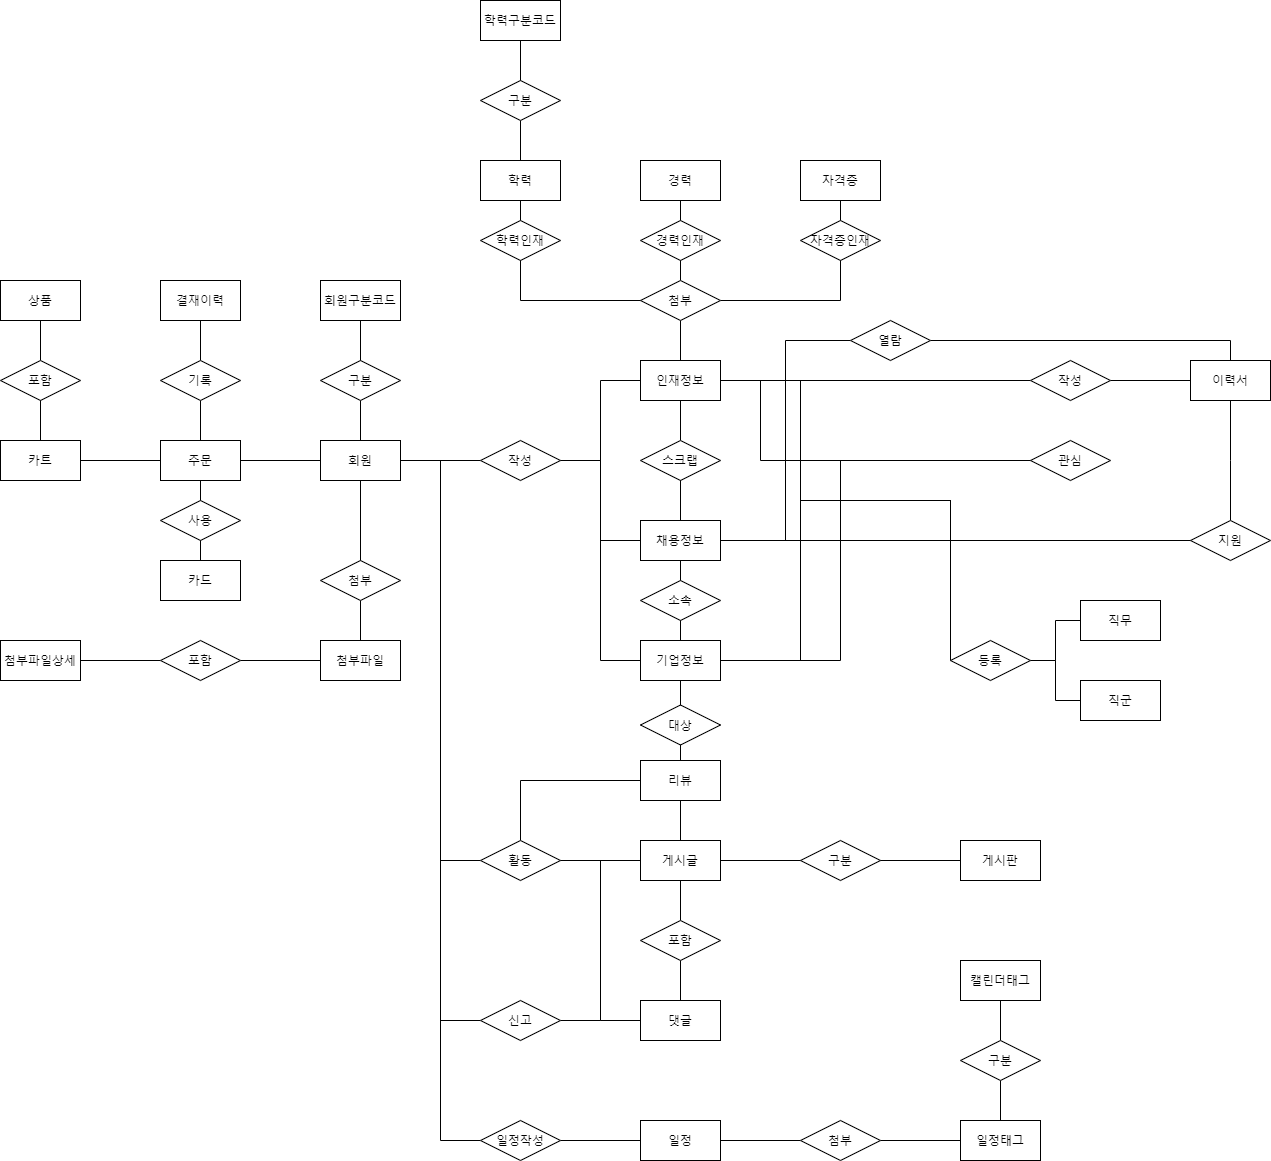 학력구분코드
구분
학력
경력
자격증
학력인재
경력인재
자격증인재
상품
결재이력
회원구분코드
첨부
열람
포함
기록
구분
인재정보
작성
이력서
카트
주문
회원
작성
스크랩
관심
사용
채용정보
지원
카드
첨부
소속
직무
첨부파일상세
포함
첨부파일
기업정보
등록
직군
대상
리뷰
활동
게시글
구분
게시판
포함
캘린더태그
신고
댓글
구분
일정작성
일정
첨부
일정태그